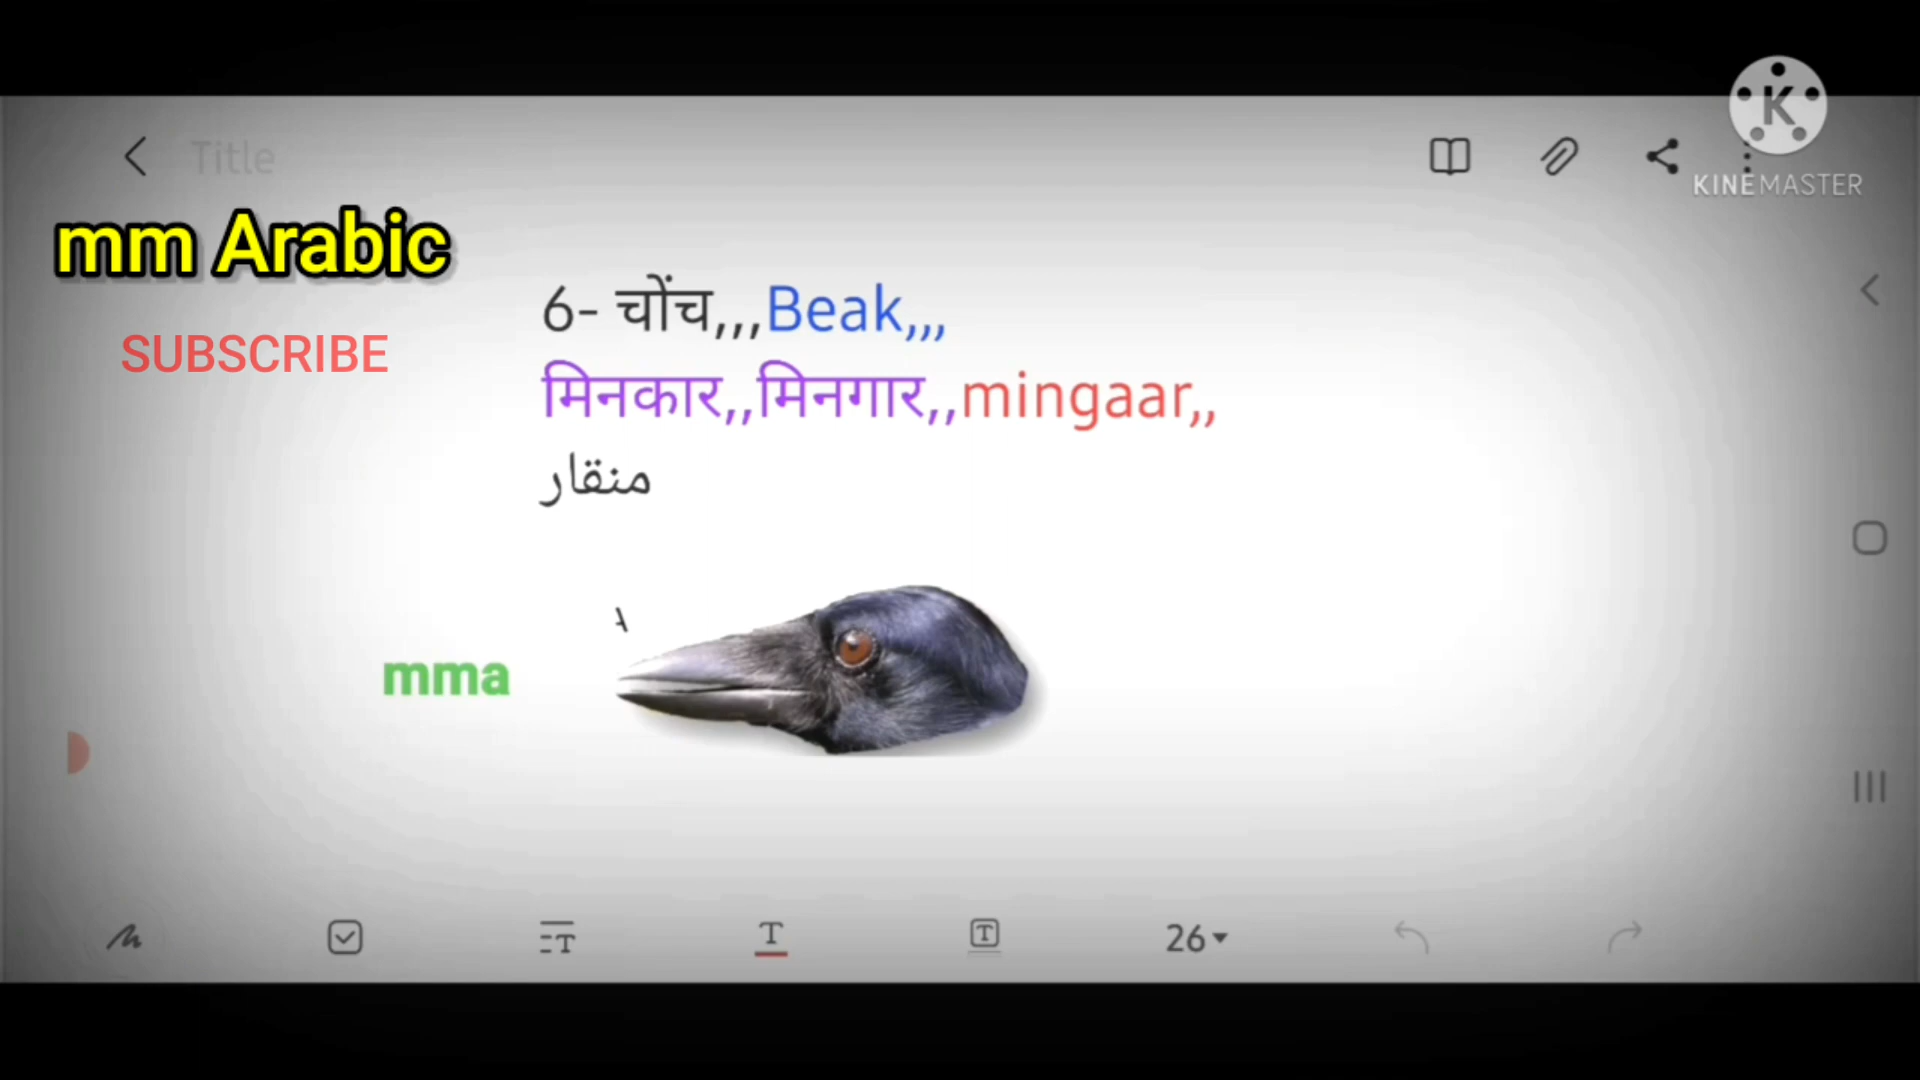 Title
KINEMASTER
mm Arabic
SUBSCRIBE
6- चोंच,,,Beak,,,
मिनकार,,मिनगार,,mingaar,,
منقار
mma
26